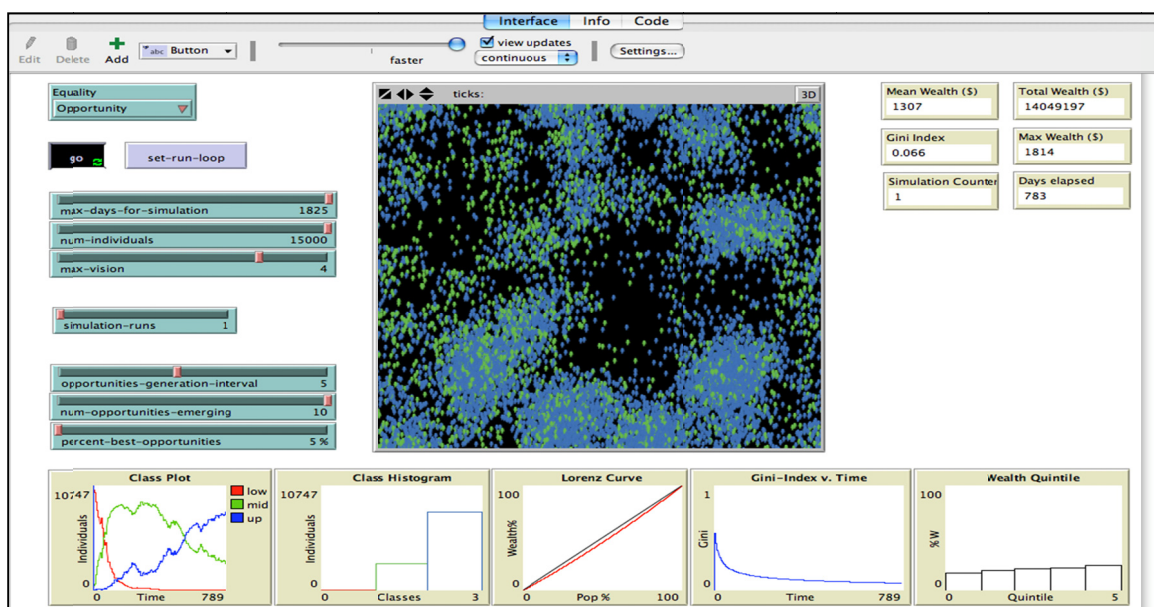 Interface Info Code
Edit Delete Add abc Button faster view updates continuous Settings...
Equality
Opportunity
go set-run-loop
max-days-for-simulation 1825
num-individuals 15000
max-vision 4
simulation-runs 1
opportunities-generation-interval 5
num-opportunities-emerging 10
percent-best-opportunities 5 %
ticks: 3D
Mean Wealth ($) Total Wealth ($)
1307 14049197
Gini Index Max Wealth ($)
0.066 1814
Simulation Counter Days elapsed
1 783
Class Plot
10747
Individuals
0
0 Time 789
low
mid
up
Class Histogram
10747
Individuals
0
0 Classes 3
Lorenz Curve
100
Wealth%
0
0 Pop % 100
Gini-Index v. Time
1
Gini
0
0 Time 789
Wealth Quintile
100
%W
0
0 Quintile 5